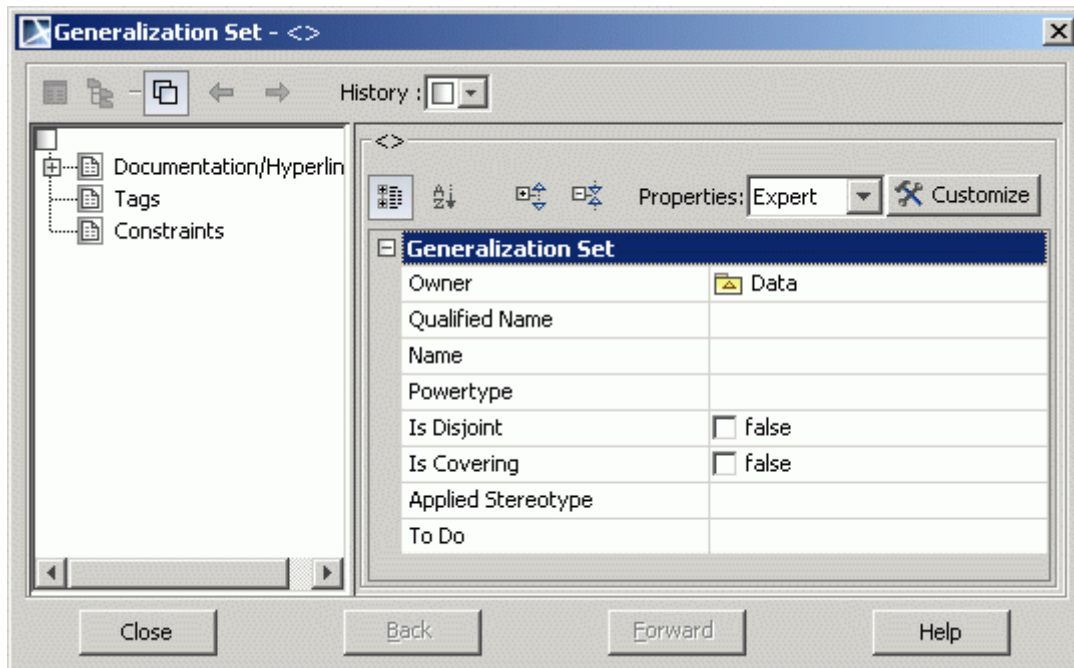 Generalization Set - <>
History :
Documentation/Hyperlin
Tags
Constraints
<>
Properties: Expert Customize
Generalization Set
Owner Data
Qualified Name
Name
Powertype
Is Disjoint false
Is Covering false
Applied Stereotype
To Do
Close Back Forward Help